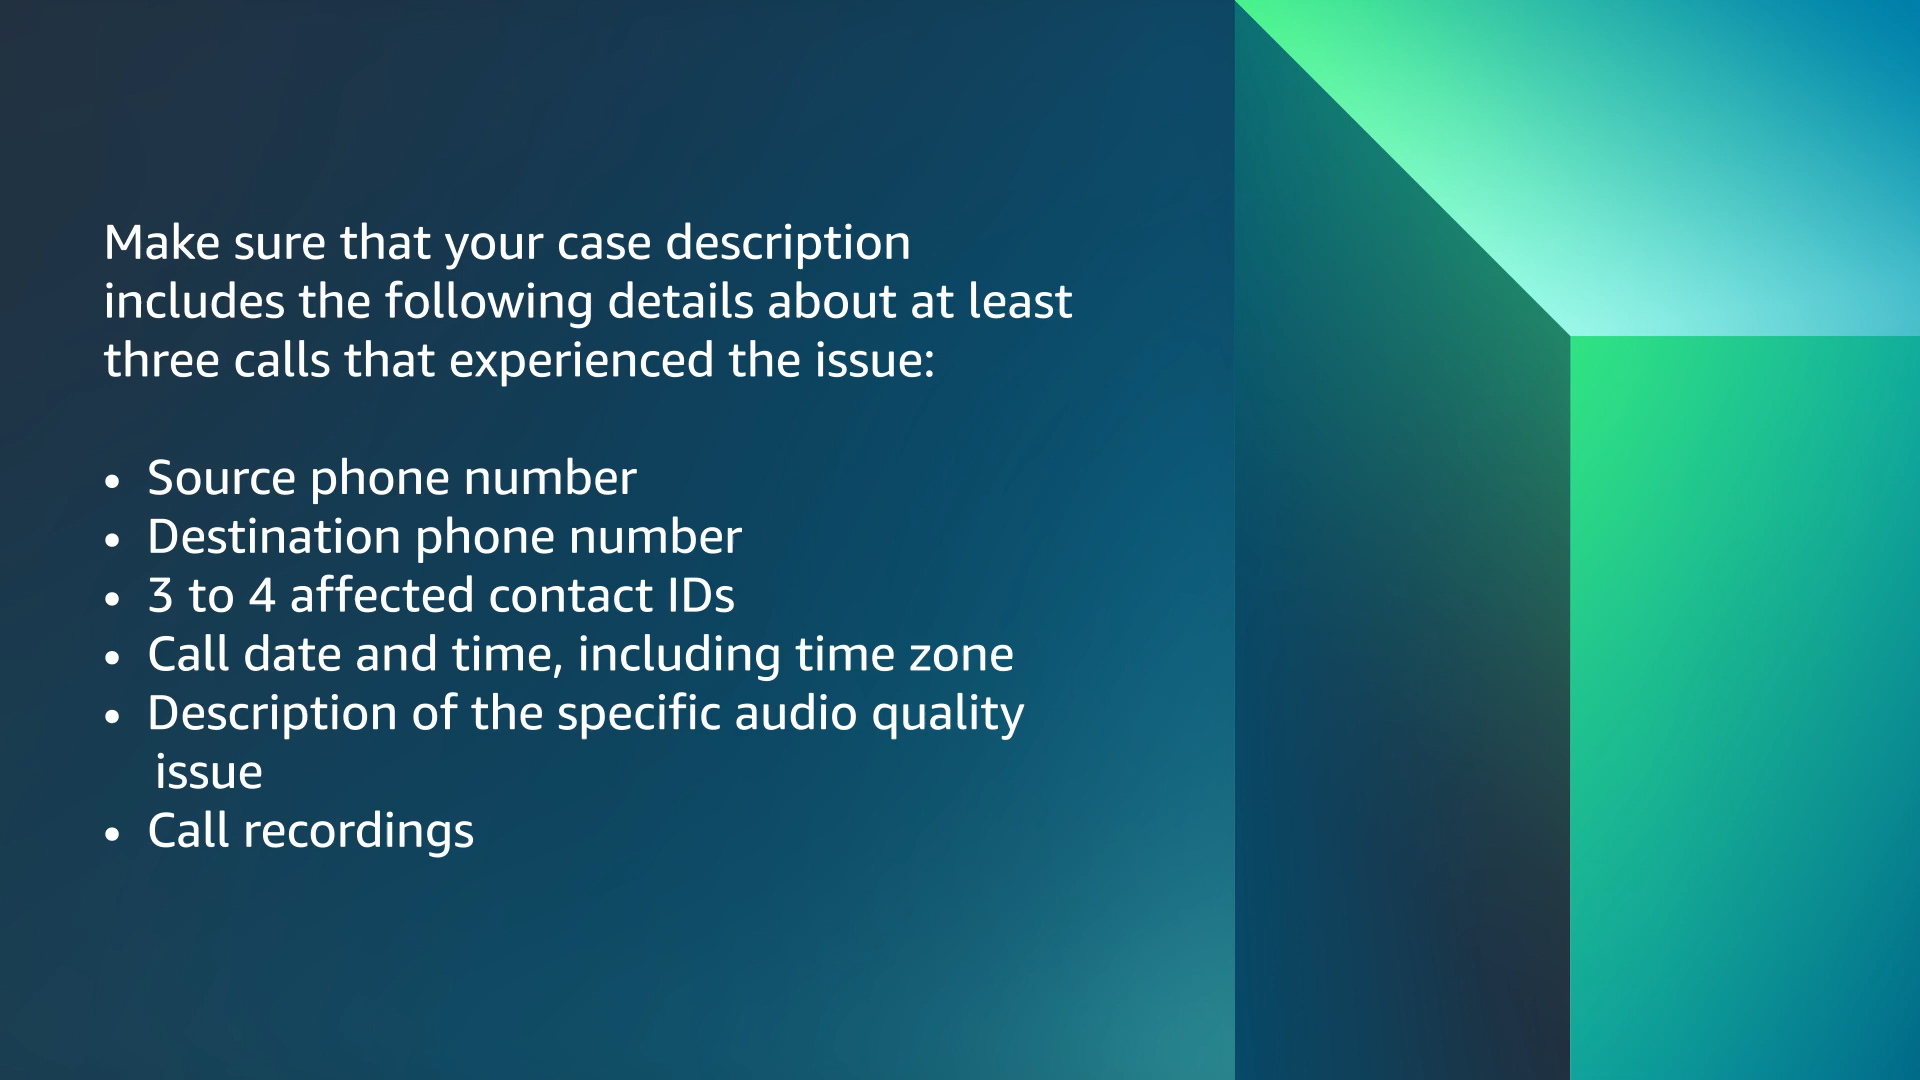 Make sure that your case description
includes the following details about at least
three calls that experienced the issue:
• Source phone number
• Destination phone number
• 3 to 4 affected contact IDs
• Call date and time, including time zone
• Description of the specific audio quality
issue
• Call recordings